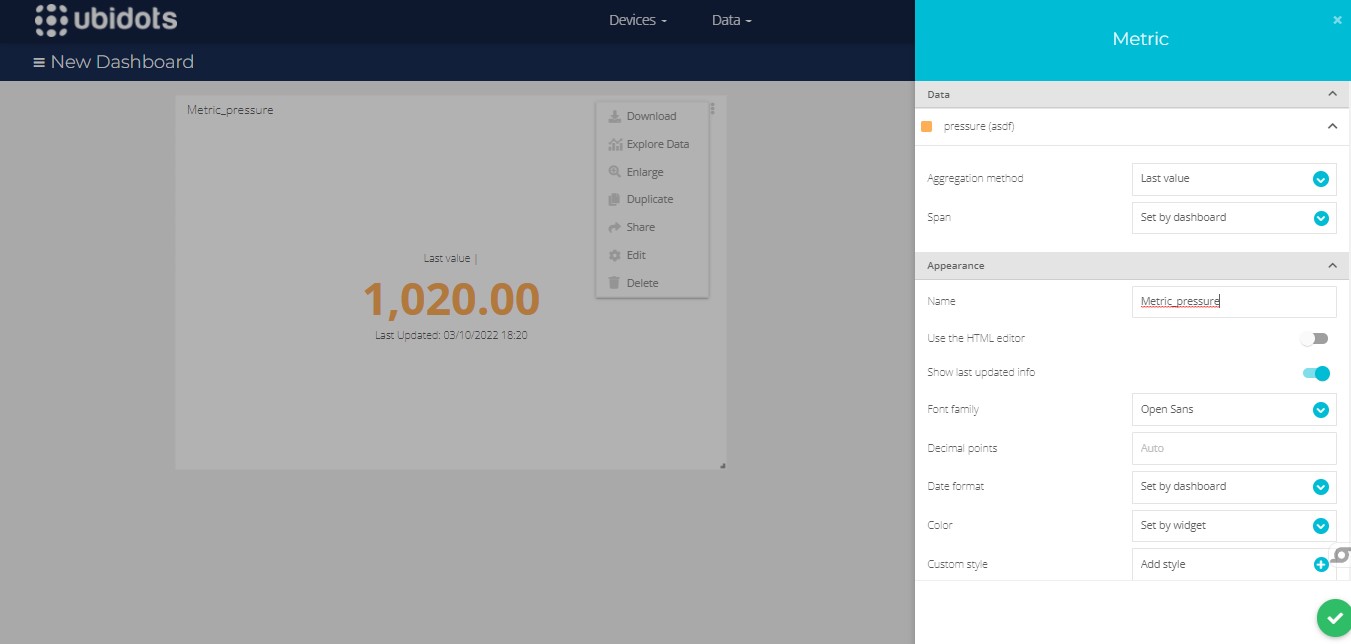 ubidots
Devices
Data
New Dashboard
Metric_pressure
Download
Explore Data
Enlarge
Duplicate
Share
Edit
Delete
Last value |
1,020.00
Last Updated: 03/10/2022 18:20
Metric
×
Data
pressure (asdf)
Aggregation method
Last value
Span
Set by dashboard
Appearance
Name
Metric_pressure
Use the HTML editor
Show last updated info
Font family
Open Sans
Decimal points
Auto
Date format
Set by dashboard
Color
Set by widget
Custom style
Add style